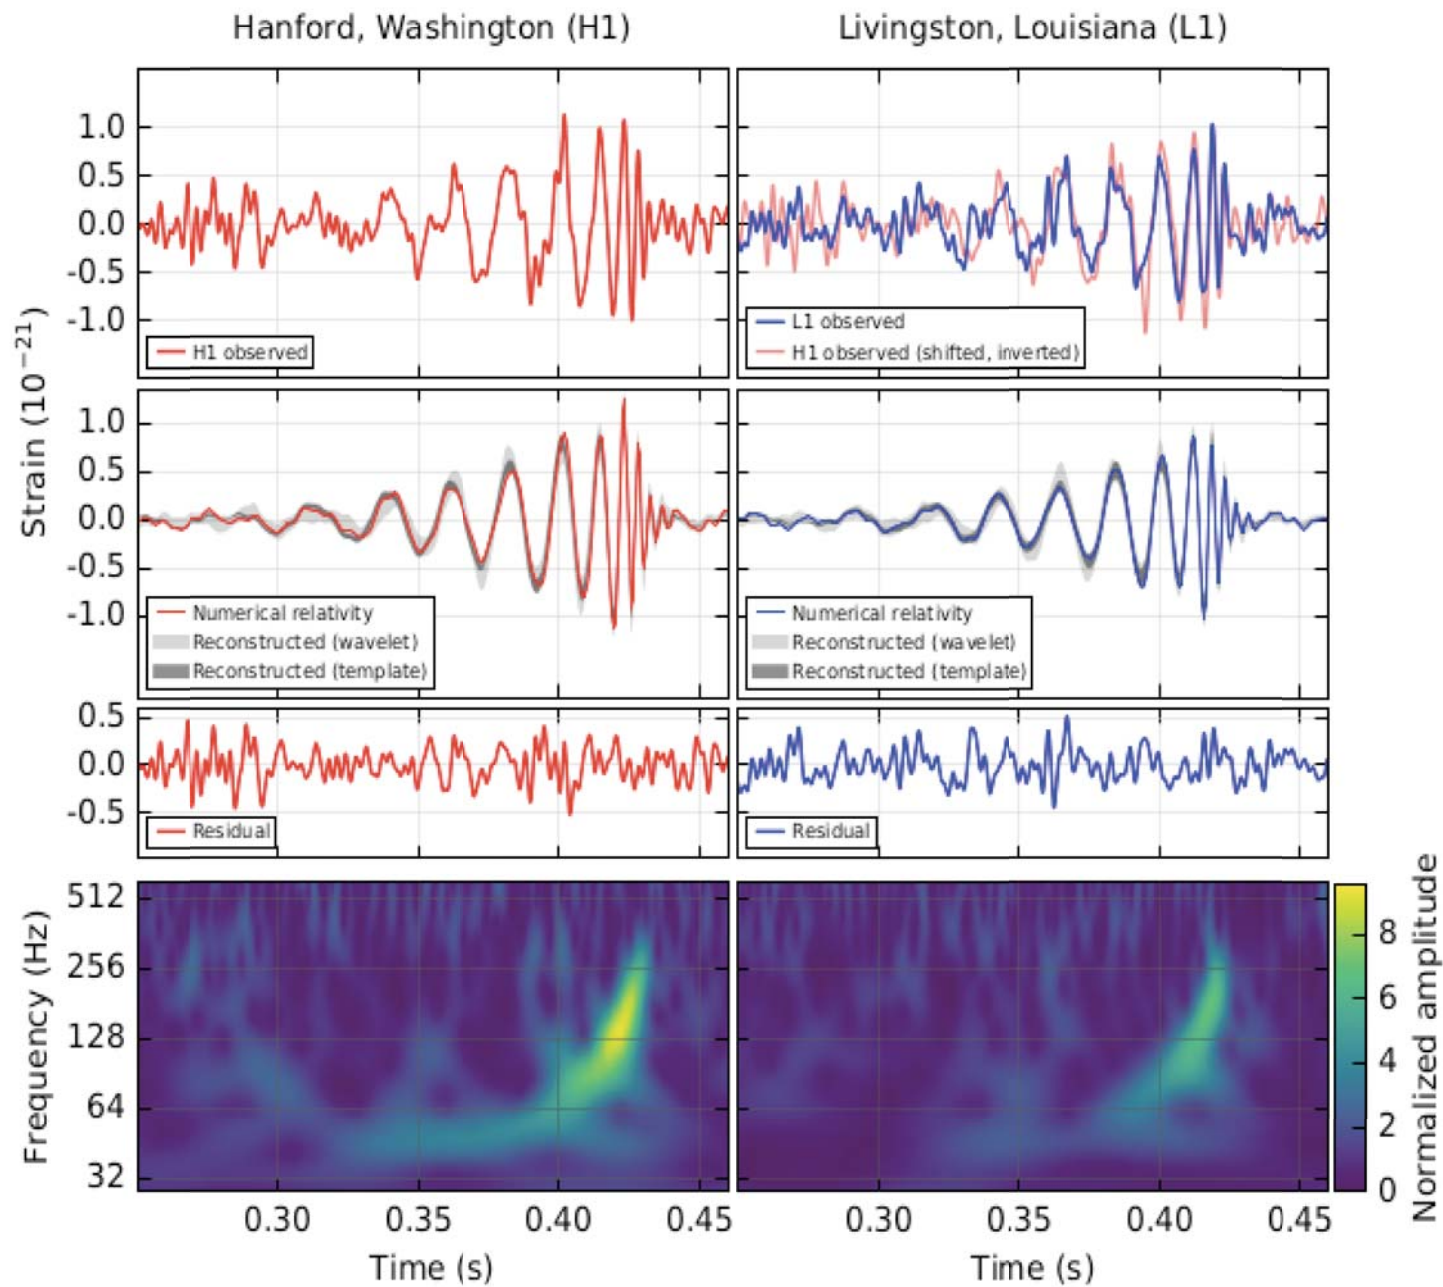 Hanford, Washington (H1)
Livingston, Louisiana (L1)
Strain (10⁻²¹)
1.0
0.5
0.0
-0.5
-1.0
H1 observed
L1 observed
H1 observed (shifted, inverted)
1.0
0.5
0.0
-0.5
-1.0
Numerical relativity
Reconstructed (wavelet)
Reconstructed (template)
Numerical relativity
Reconstructed (wavelet)
Reconstructed (template)
0.5
0.0
-0.5
Residual
Residual
Frequency (Hz)
512
256
128
64
32
Normalized amplitude
8
6
4
2
0
0.30 0.35 0.40 0.45
0.30 0.35 0.40 0.45
Time (s)
Time (s)